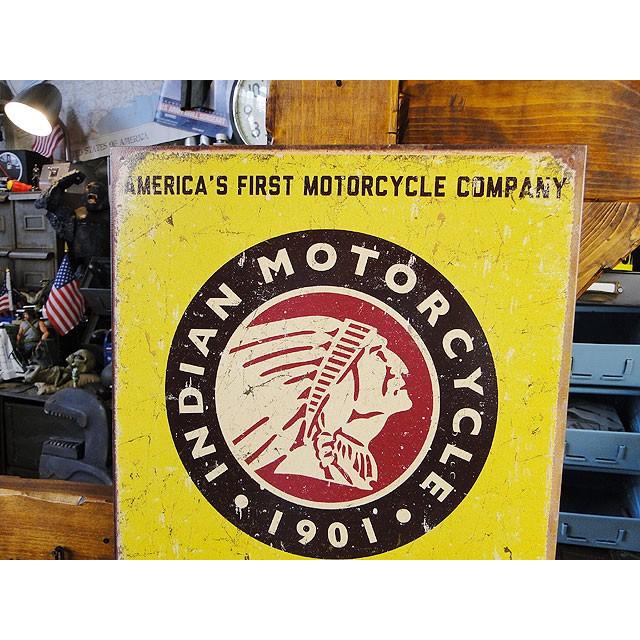 AMERICA'S FIRST MOTORCYCLE COMPANY
INDIAN MOTORCYCLE
• 1901 •